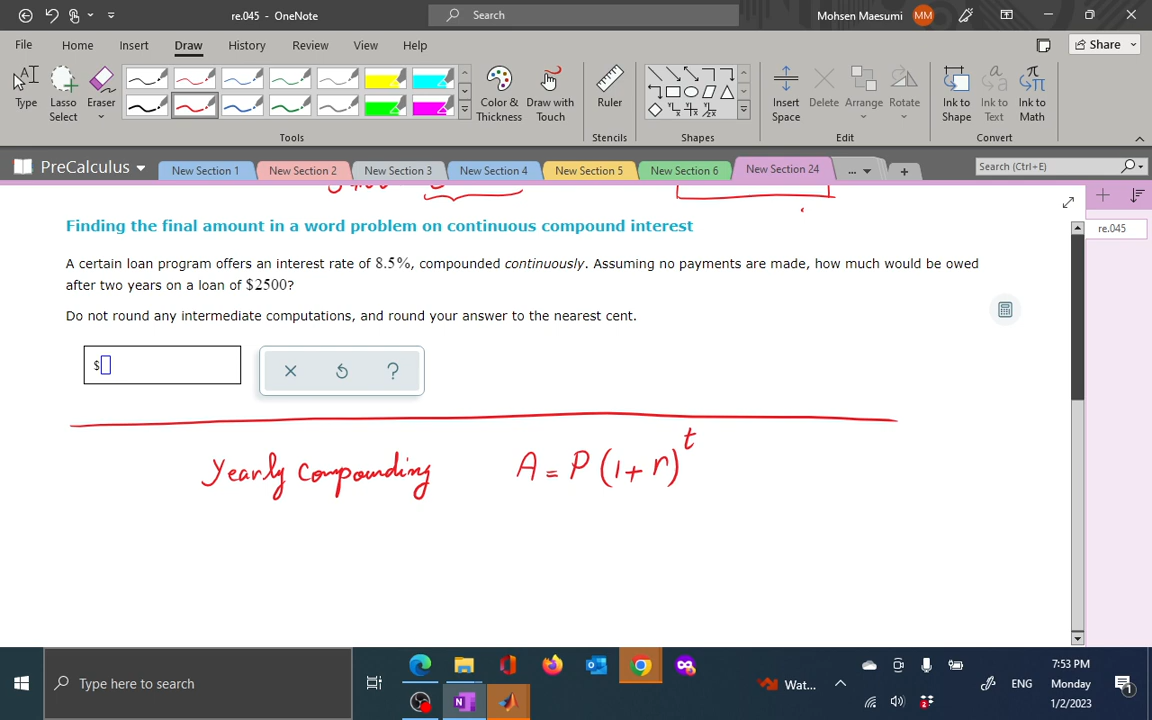 re.045 - OneNote
Search
Mohsen Maesumi
MM
File Home Insert Draw History Review View Help
Share
Type
Lasso Select
Eraser
Color & Thickness
Draw with Touch
Ruler
Insert Space
Delete
Arrange
Rotate
Ink to Shape
Ink to Text
Ink to Math
Tools Stencils Shapes Edit Convert
PreCalculus
New Section 1 New Section 2 New Section 3 New Section 4 New Section 5 New Section 6 New Section 24 ...
Search (Ctrl+E)
re.045
Finding the final amount in a word problem on continuous compound interest
A certain loan program offers an interest rate of 8.5%, compounded continuously. Assuming no payments are made, how much would be owed
after two years on a loan of $2500?
Do not round any intermediate computations, and round your answer to the nearest cent.
$
× ?
Yearly Compounding A = P (1 + r)^t
Type here to search
Wat...
ENG
7:53 PM
Monday
1/2/2023
1